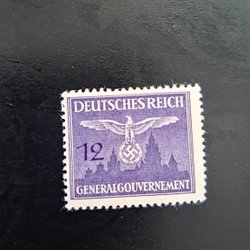 DEUTSCHES REICH
12
GENERALGOUVERNEMENT